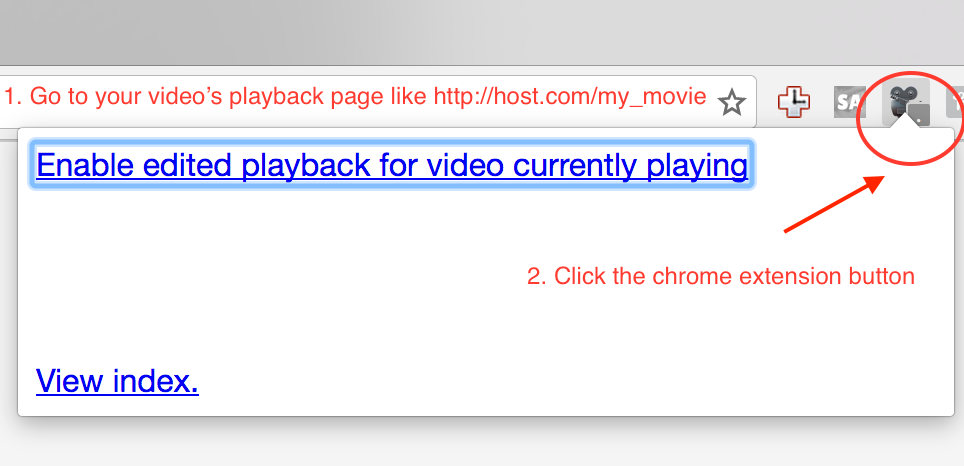 1. Go to your video’s playback page like http://host.com/my_movie
SA
Enable edited playback for video currently playing
2. Click the chrome extension button
View index.